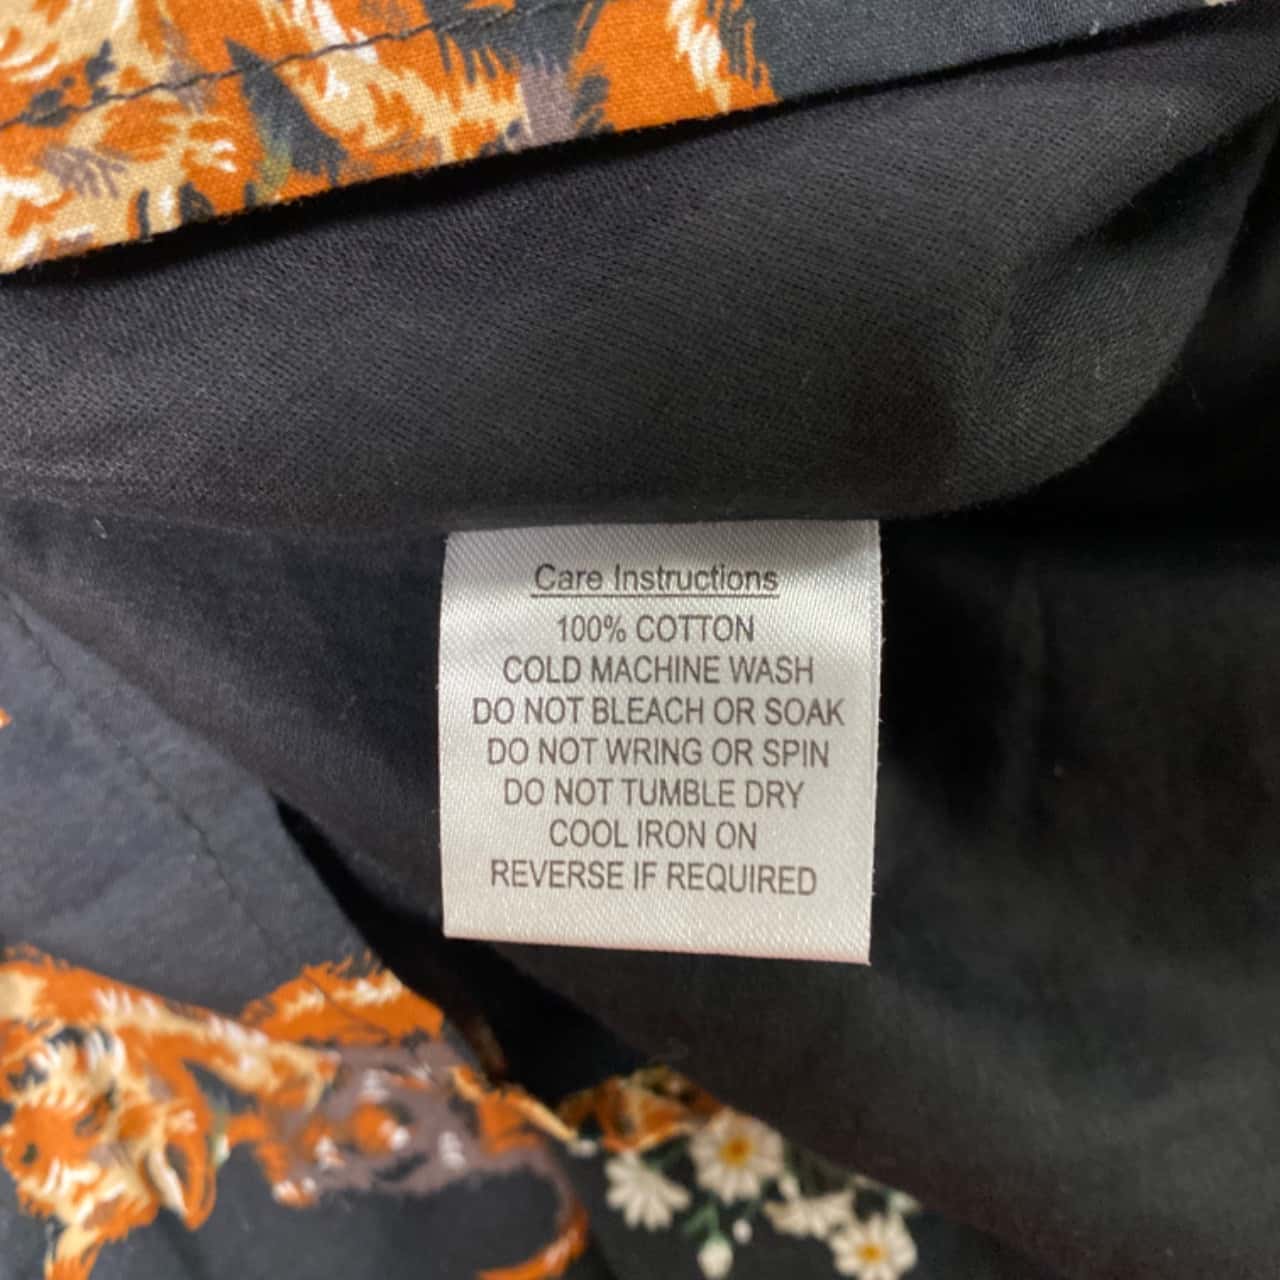 Care Instructions
100% COTTON
COLD MACHINE WASH
DO NOT BLEACH OR SOAK
DO NOT WRING OR SPIN
DO NOT TUMBLE DRY
COOL IRON ON
REVERSE IF REQUIRED